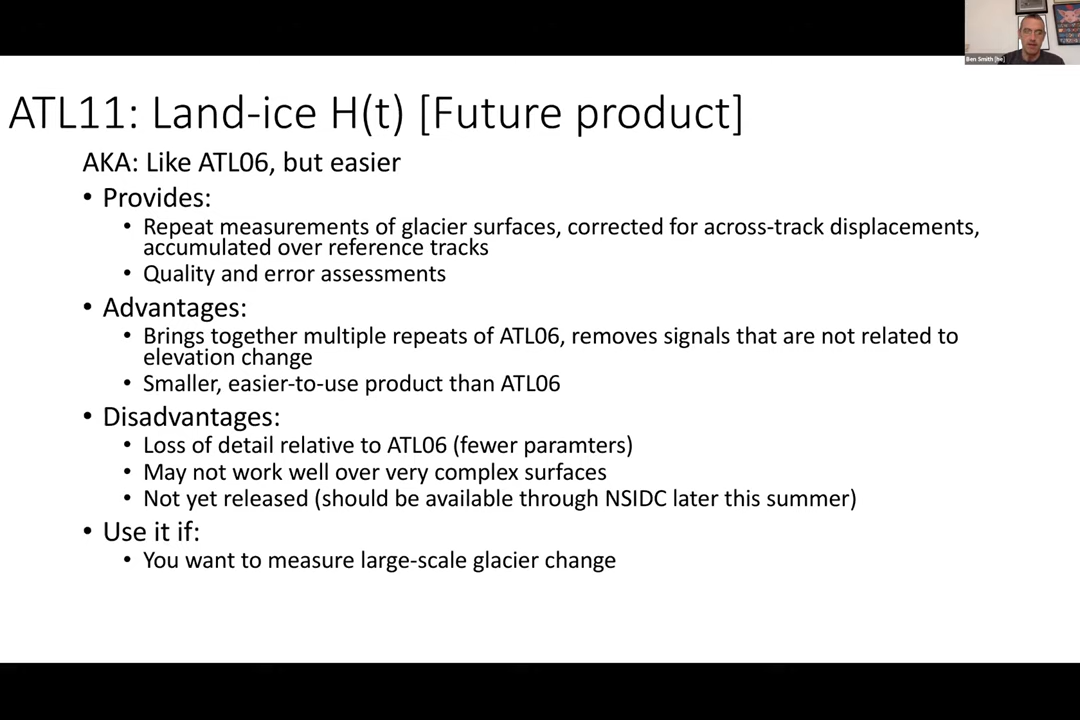 Ben Smith [he]
ATL11: Land-ice H(t) [Future product]
AKA: Like ATL06, but easier
• Provides:
• Repeat measurements of glacier surfaces, corrected for across-track displacements,
accumulated over reference tracks
• Quality and error assessments
• Advantages:
• Brings together multiple repeats of ATL06, removes signals that are not related to
elevation change
• Smaller, easier-to-use product than ATL06
• Disadvantages:
• Loss of detail relative to ATL06 (fewer paramters)
• May not work well over very complex surfaces
• Not yet released (should be available through NSIDC later this summer)
• Use it if:
• You want to measure large-scale glacier change